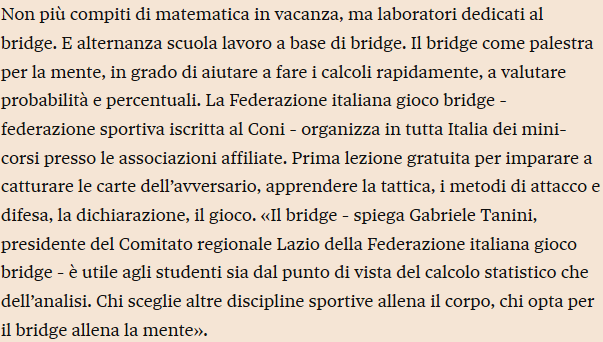 Non più compiti di matematica in vacanza, ma laboratori dedicati al
bridge. E alternanza scuola lavoro a base di bridge. Il bridge come palestra
per la mente, in grado di aiutare a fare i calcoli rapidamente, a valutare
probabilità e percentuali. La Federazione italiana gioco bridge -
federazione sportiva iscritta al Coni - organizza in tutta Italia dei mini-
corsi presso le associazioni affiliate. Prima lezione gratuita per imparare a
catturare le carte dell’avversario, apprendere la tattica, i metodi di attacco e
difesa, la dichiarazione, il gioco. «Il bridge - spiega Gabriele Tanini,
presidente del Comitato regionale Lazio della Federazione italiana gioco
bridge - è utile agli studenti sia dal punto di vista del calcolo statistico che
dell’analisi. Chi sceglie altre discipline sportive allena il corpo, chi opta per
il bridge allena la mente».